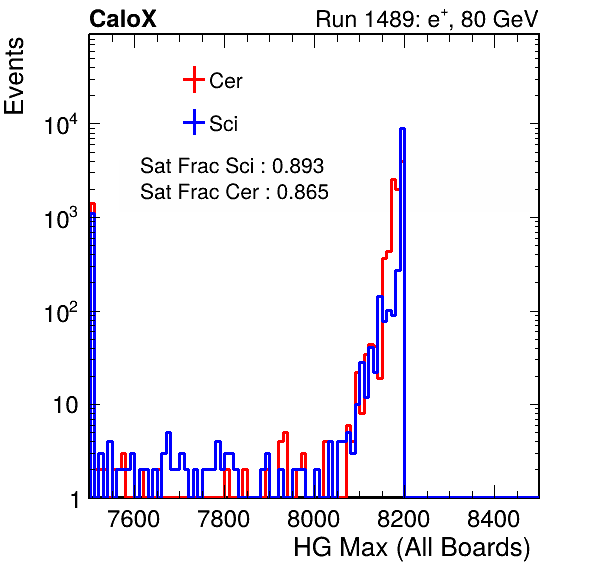 CaloX Run 1489: e⁺, 80 GeV
Events
Cer
Sci
Sat Frac Sci : 0.893
Sat Frac Cer : 0.865
10⁴
10³
10²
10
1
7600 7800 8000 8200 8400
HG Max (All Boards)